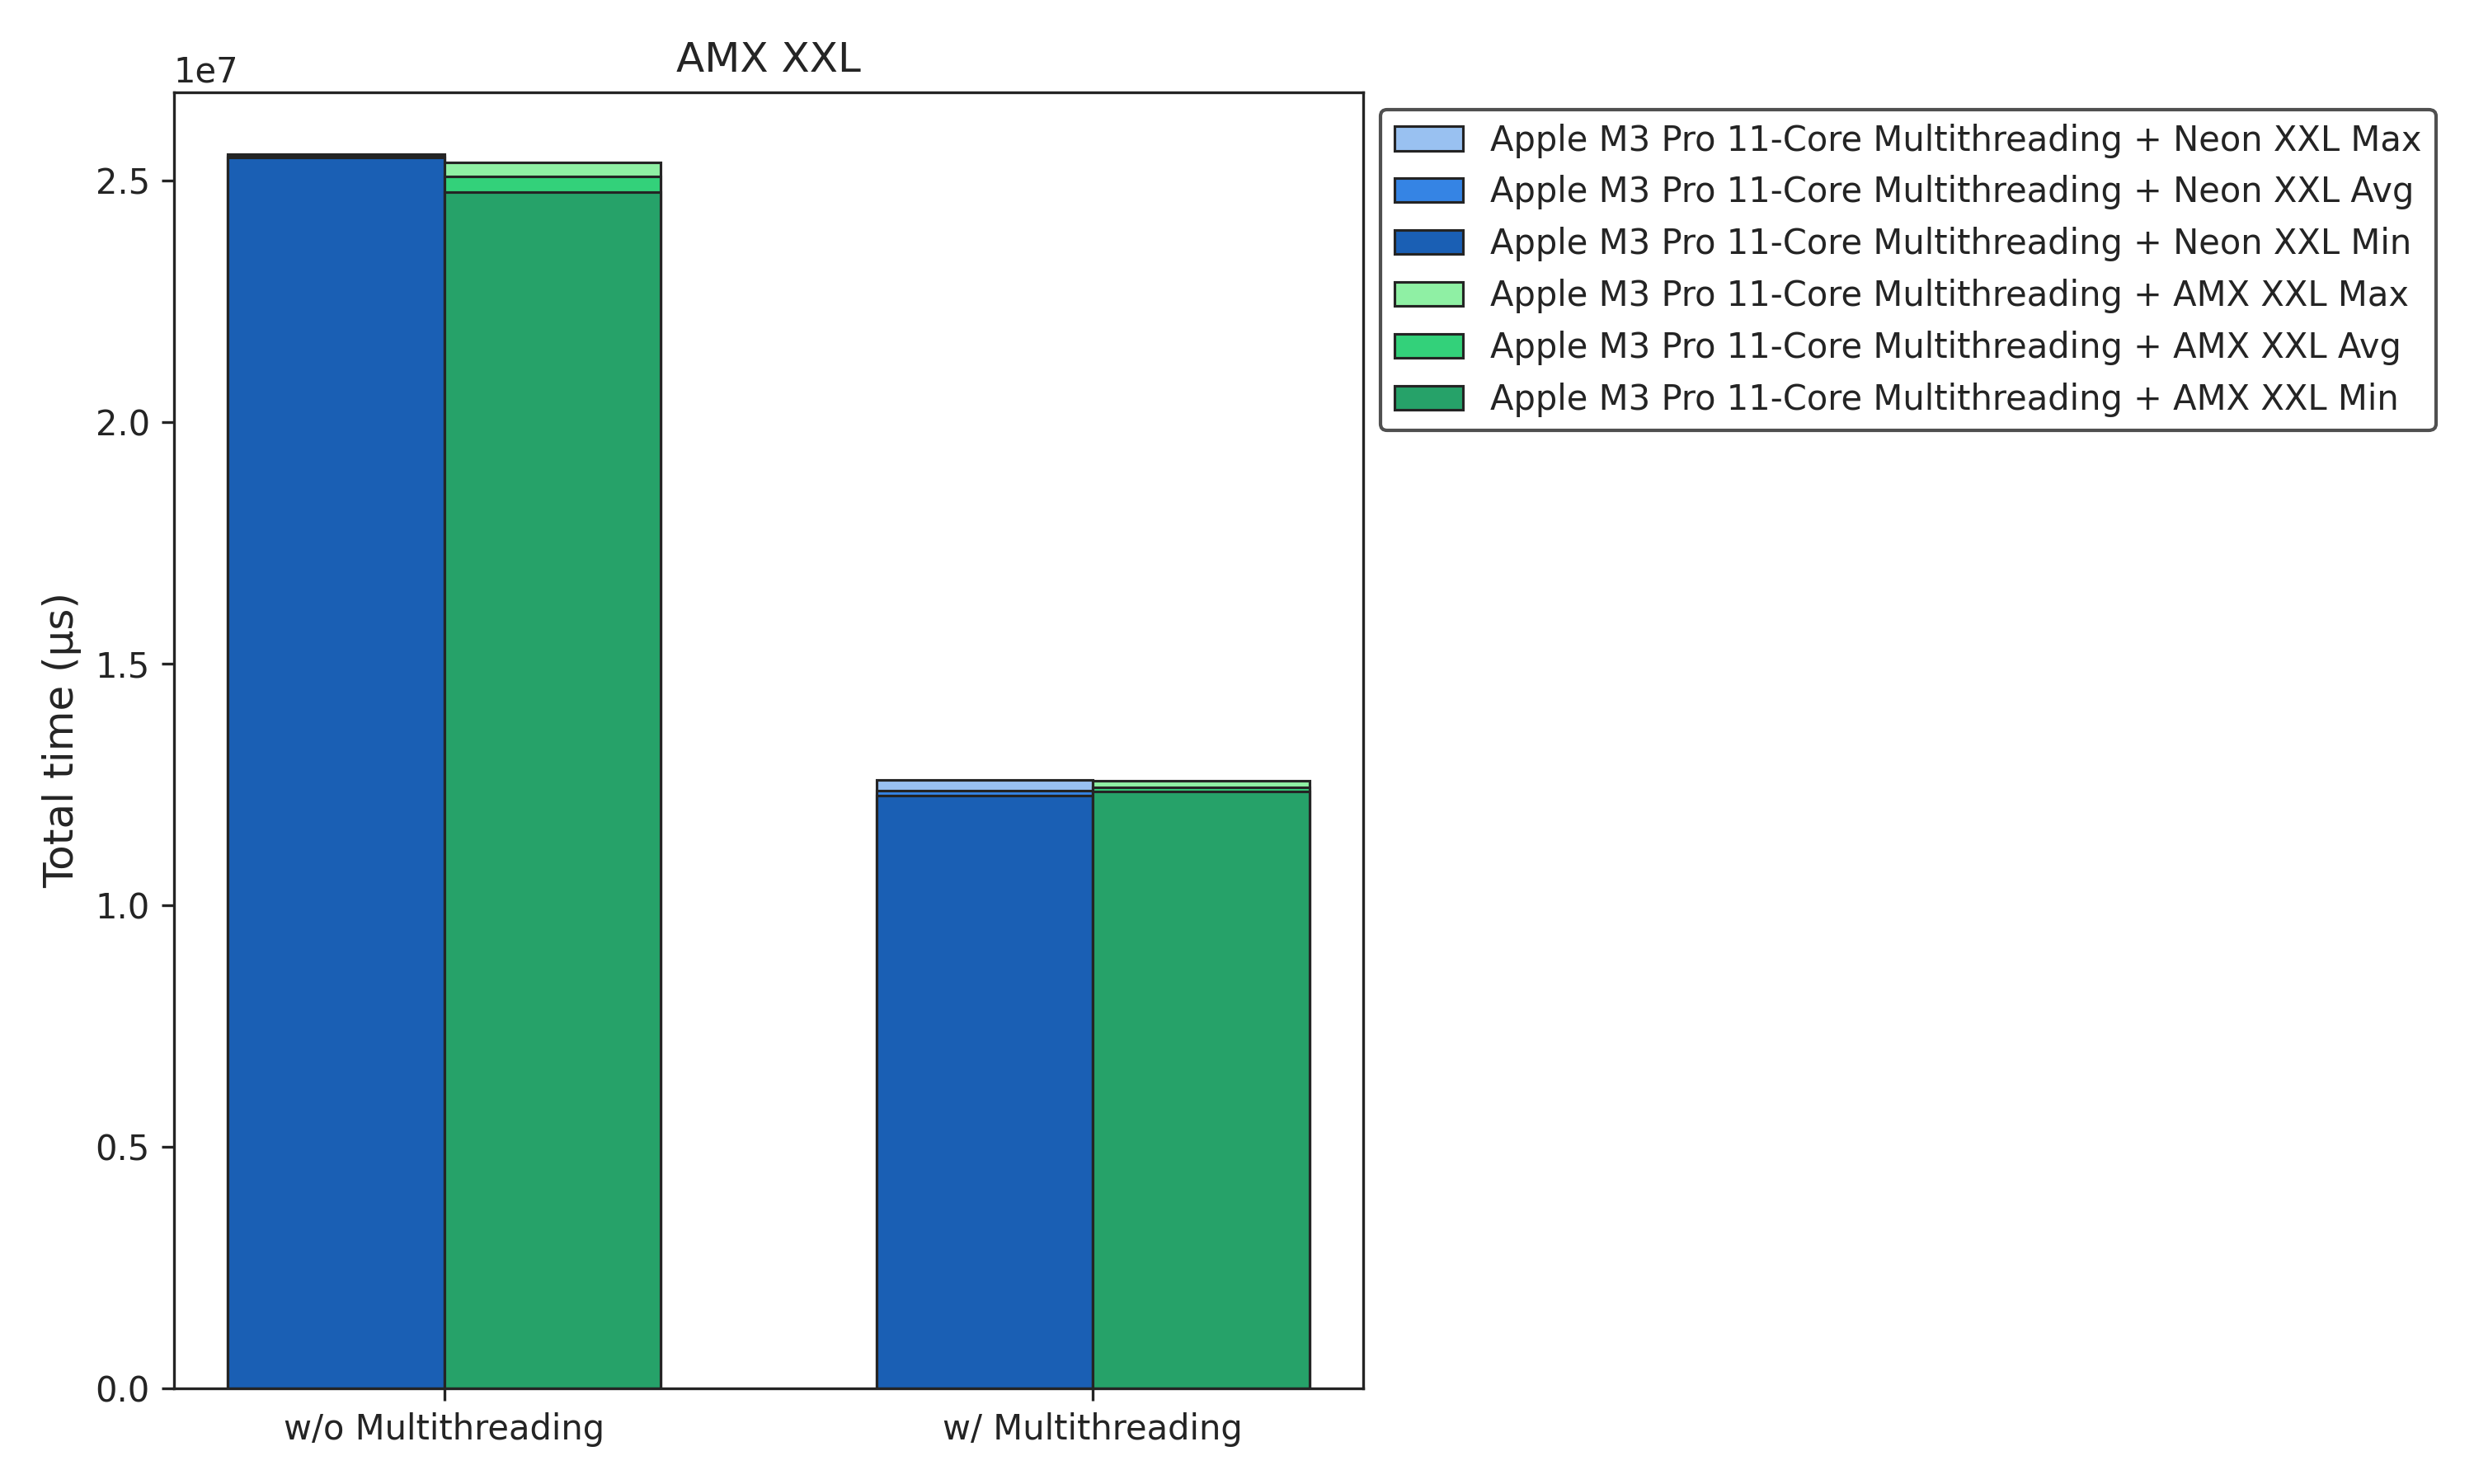 AMX XXL
1e7
Total time (µs)
2.5
2.0
1.5
1.0
0.5
0.0
w/o Multithreading
w/ Multithreading
Apple M3 Pro 11-Core Multithreading + Neon XXL Max
Apple M3 Pro 11-Core Multithreading + Neon XXL Avg
Apple M3 Pro 11-Core Multithreading + Neon XXL Min
Apple M3 Pro 11-Core Multithreading + AMX XXL Max
Apple M3 Pro 11-Core Multithreading + AMX XXL Avg
Apple M3 Pro 11-Core Multithreading + AMX XXL Min